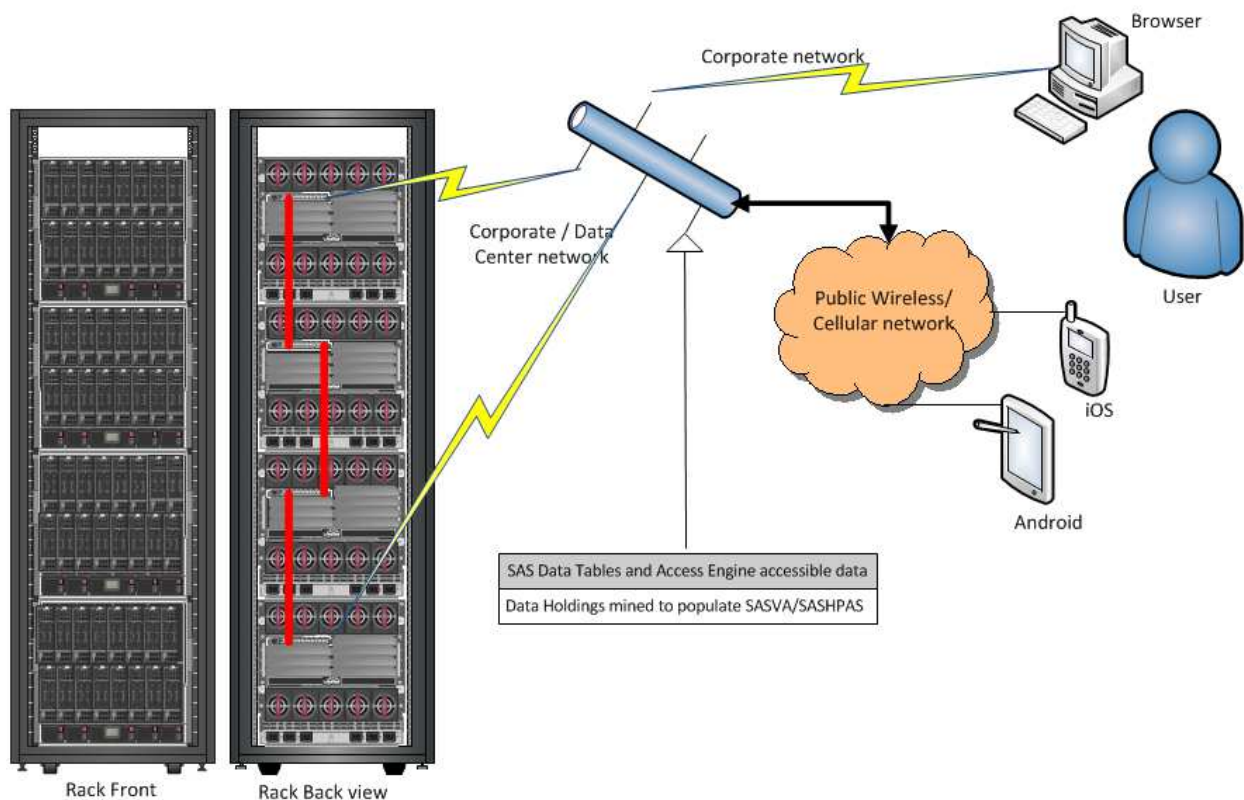 Browser
Corporate network
Corporate / Data
Center network
User
Public Wireless/
Cellular network
iOS
Android
SAS Data Tables and Access Engine accessible data
Data Holdings mined to populate SASVA/SASHPAS
Rack Front
Rack Back view